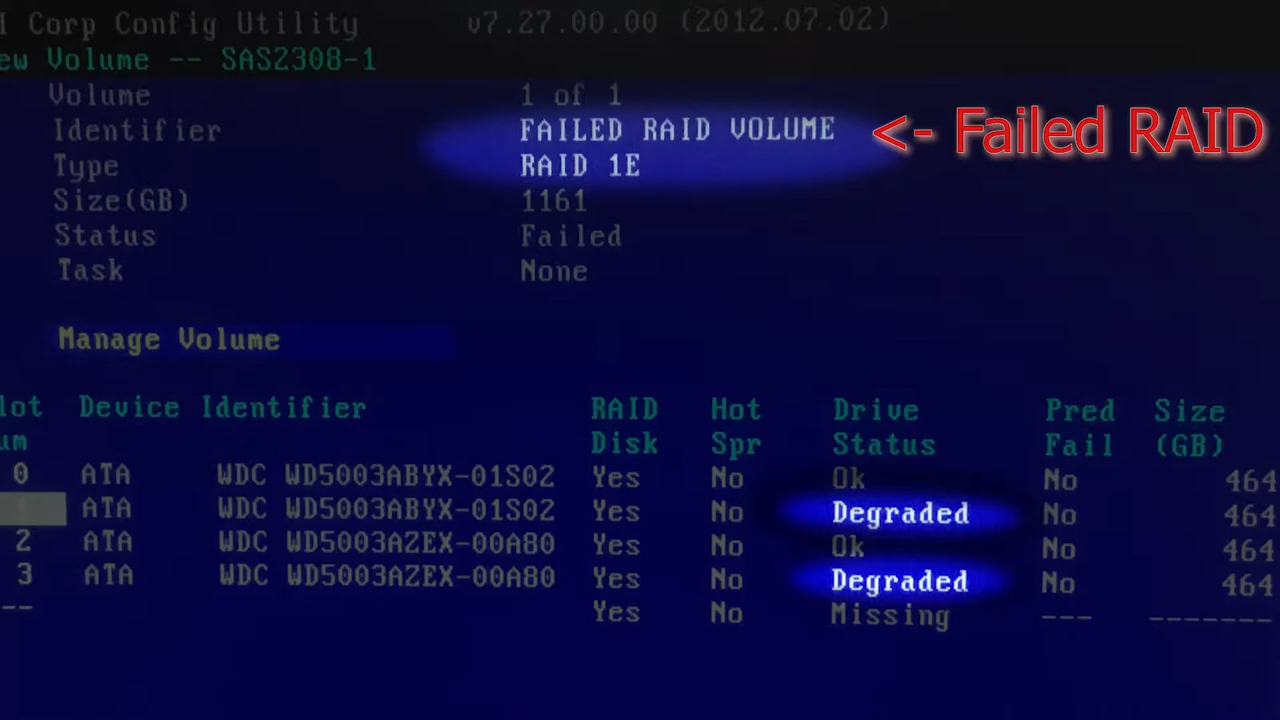 I Corp Config Utility v7.27.00.00 (2012.07.02)
ew Volume -- SAS2308-1
Volume 1 of 1
Identifier FAILED RAID VOLUME <- Failed RAID
Type RAID 1E
Size(GB) 1161
Status Failed
Task None
Manage Volume
lot Device Identifier RAID Hot Drive Pred Size
um Disk Spr Status Fail (GB)
0 ATA WDC WD5003ABYX-01S02 Yes No Ok No 464
ATA WDC WD5003ABYX-01S02 Yes No Degraded No 464
2 ATA WDC WD5003AZEX-00A80 Yes No Ok No 464
3 ATA WDC WD5003AZEX-00A80 Yes No Degraded No 464
-- Yes No Missing --- -------